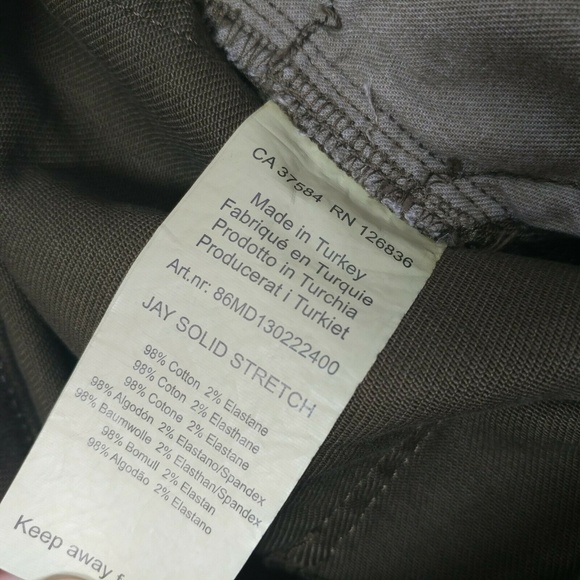 CA 37584 RN 126836
Made in Turkey
Fabriqué en Turquie
Prodotto in Turchia
Producerat i Turkiet
Art.nr: 86MD130222400
JAY SOLID STRETCH
98% Cotton 2% Elastane
98% Coton 2% Elasthane
98% Cotone 2% Elastane
98% Algodón 2% Elastano/Spandex
98% Baumwolle 2% Elasthan/Spandex
98% Bomull 2% Elastan
98% Algodão 2% Elastano
Keep away f